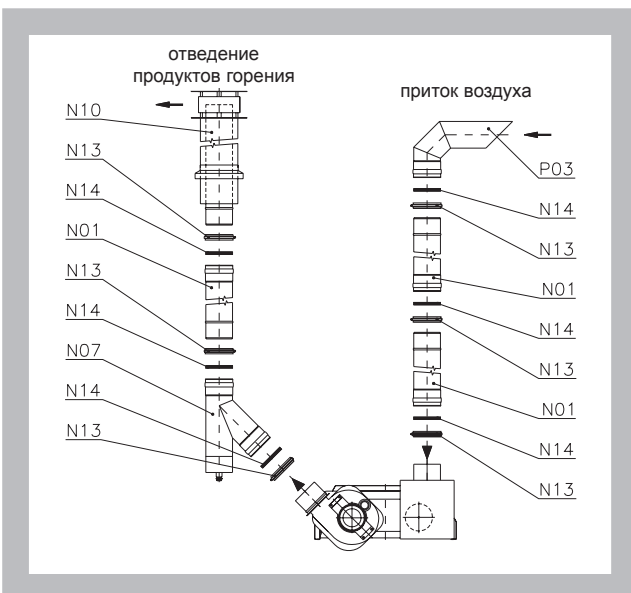 отведение
продуктов горения
N10
N13
N14
N01
N13
N14
N07
N14
N13
приток воздуха
P03
N14
N13
N01
N14
N13
N01
N14
N13